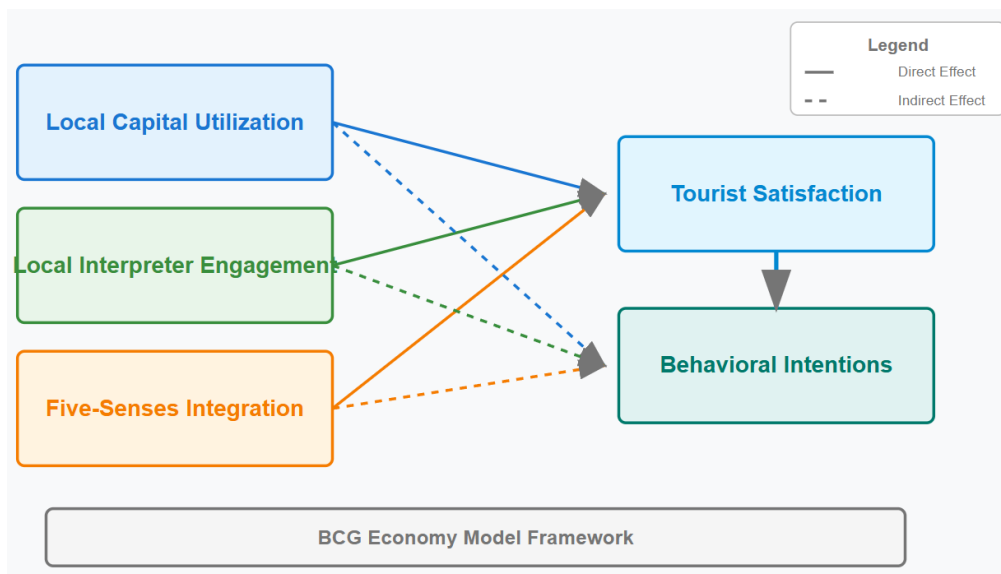 Legend
Direct Effect
Indirect Effect
Local Capital Utilization
Tourist Satisfaction
Local Interpreter Engagement
Behavioral Intentions
Five-Senses Integration
BCG Economy Model Framework